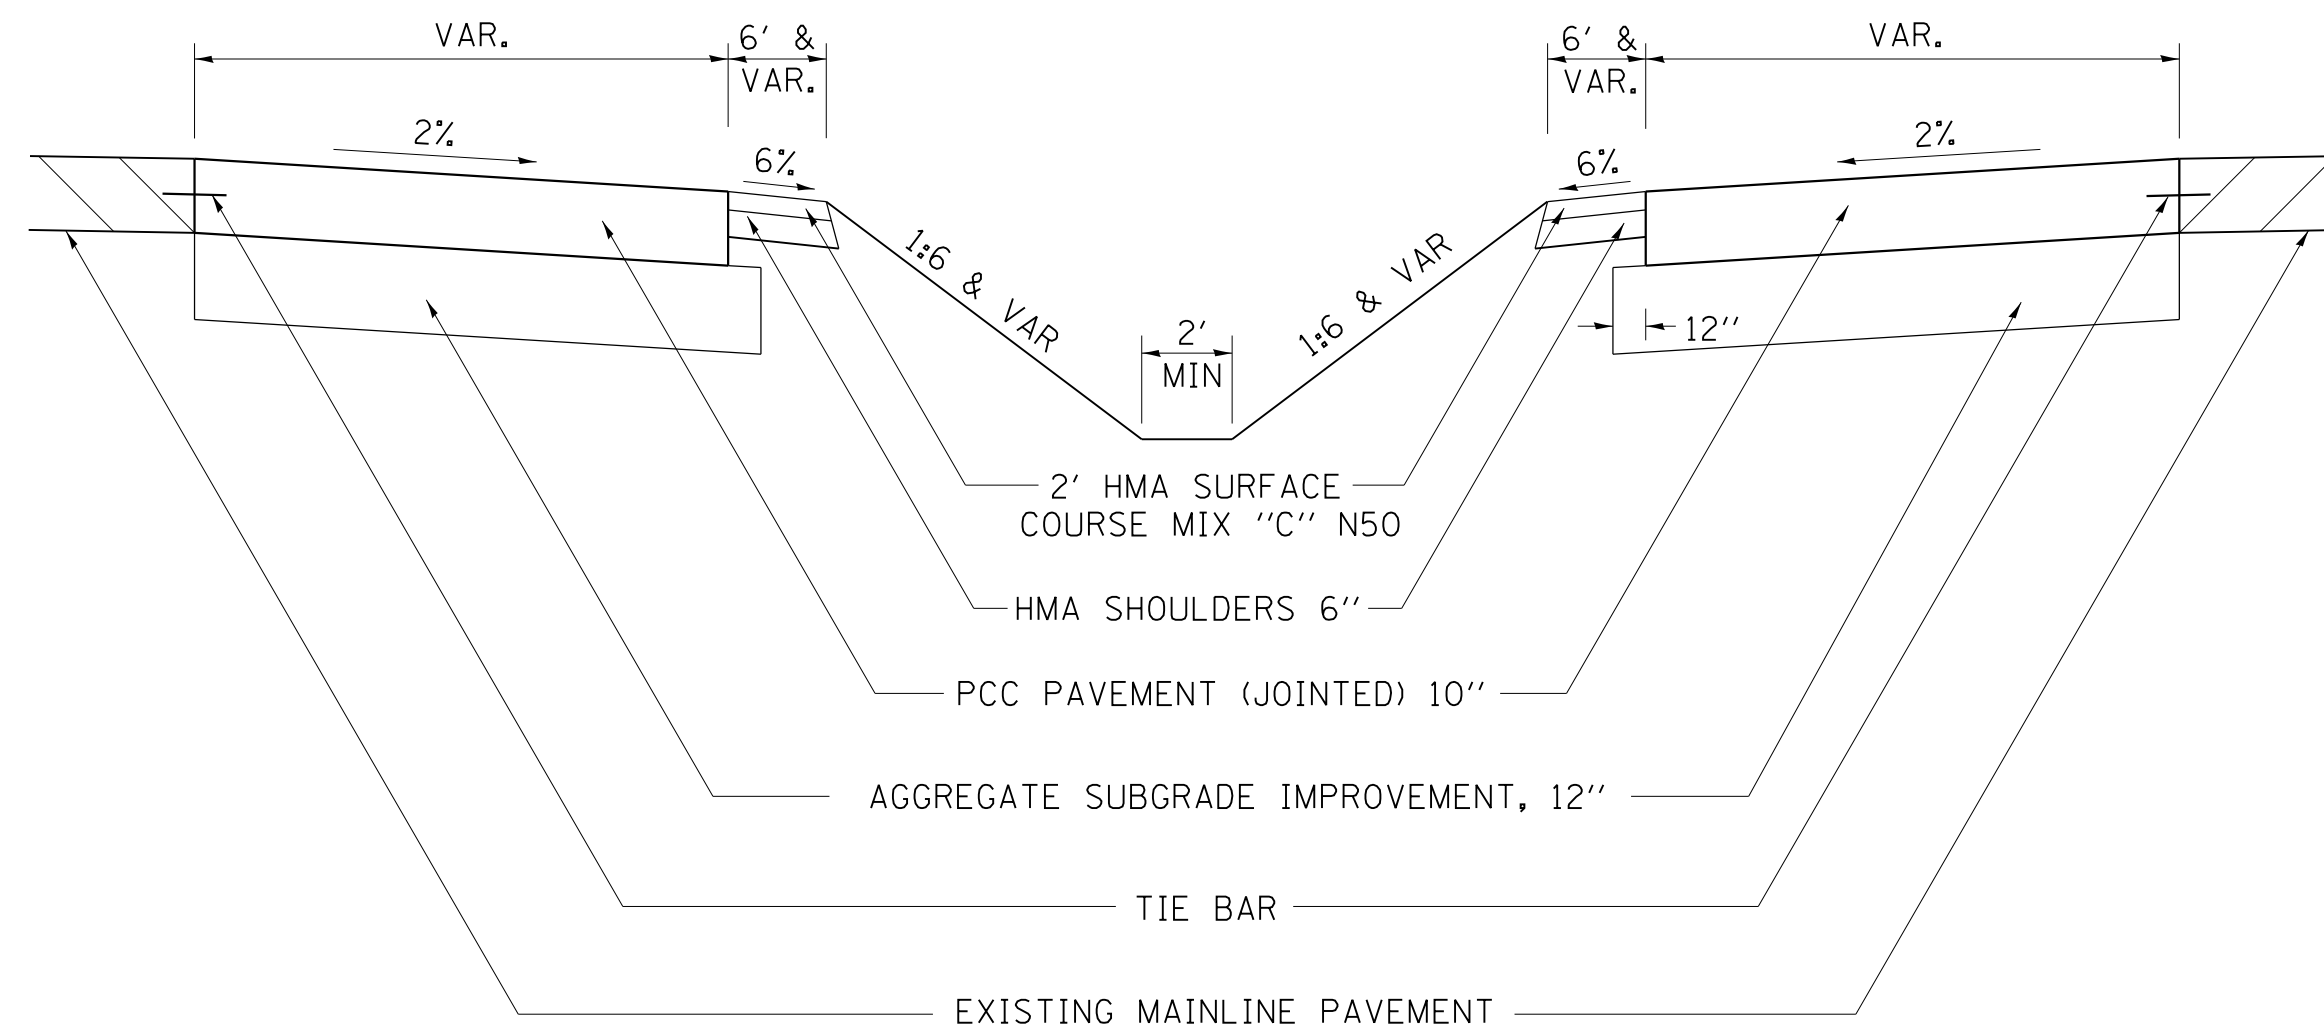 VAR.
6' &
VAR.
6' &
VAR.
VAR.
2%
6%
6%
2%
1:6 & VAR
1:6 & VAR
2'
MIN
12"
2' HMA SURFACE
COURSE MIX "C" N50
HMA SHOULDERS 6"
PCC PAVEMENT (JOINTED) 10"
AGGREGATE SUBGRADE IMPROVEMENT, 12"
TIE BAR
EXISTING MAINLINE PAVEMENT